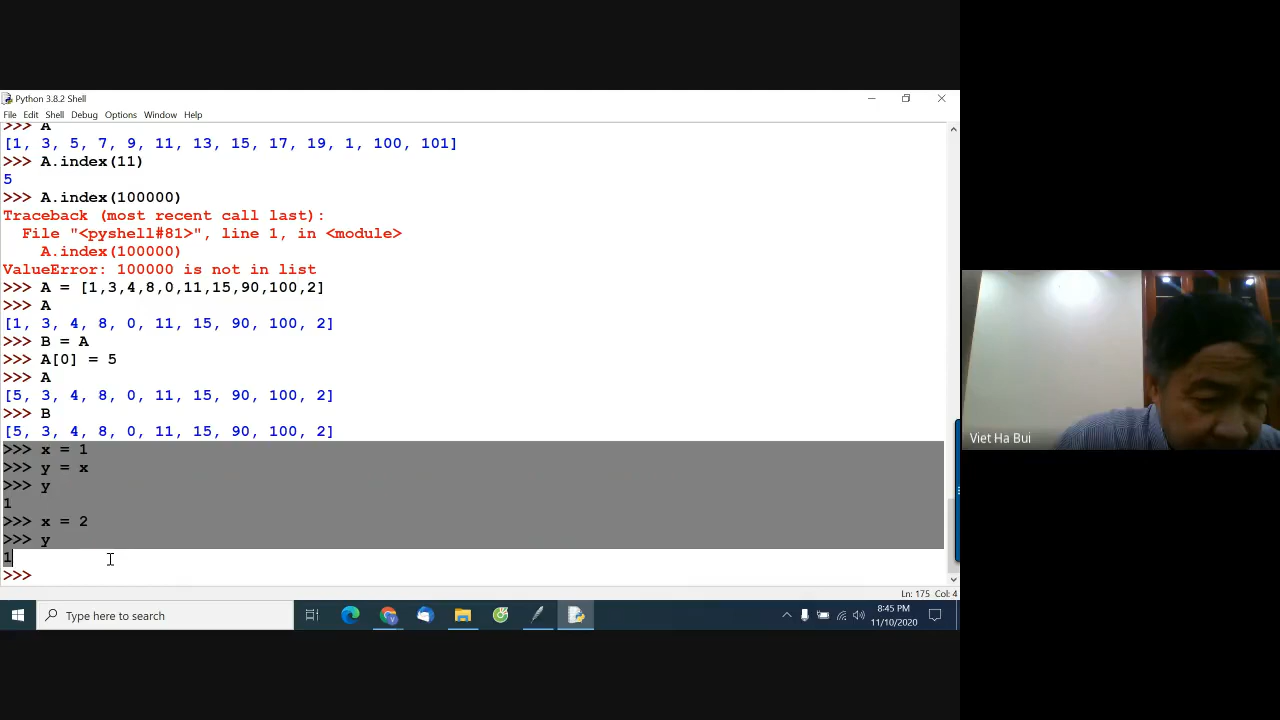 Python 3.8.2 Shell
File Edit Shell Debug Options Window Help
>>> A
[1, 3, 5, 7, 9, 11, 13, 15, 17, 19, 1, 100, 101]
>>> A.index(11)
5
>>> A.index(100000)
Traceback (most recent call last):
  File "<pyshell#81>", line 1, in <module>
    A.index(100000)
ValueError: 100000 is not in list
>>> A = [1,3,4,8,0,11,15,90,100,2]
>>> A
[1, 3, 4, 8, 0, 11, 15, 90, 100, 2]
>>> B = A
>>> A[0] = 5
>>> A
[5, 3, 4, 8, 0, 11, 15, 90, 100, 2]
>>> B
[5, 3, 4, 8, 0, 11, 15, 90, 100, 2]
>>> x = 1
>>> y = x
>>> y
1
>>> x = 2
>>> y
1
>>>
Ln: 175 Col: 4
Type here to search
8:45 PM
11/10/2020
Viet Ha Bui